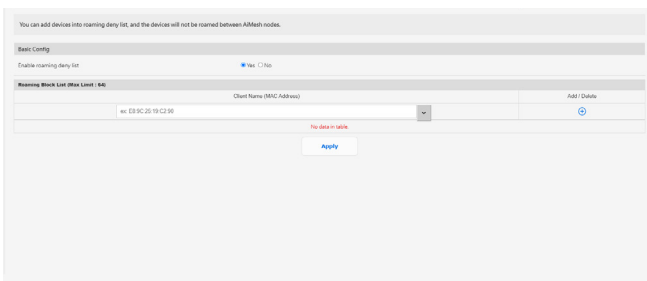 You can add devices into roaming deny list, and the devices will not be roamed between AiMesh nodes.
Basic Config
Enable roaming deny list Yes No
Roaming Block List (Max Limit : 64)
Client Name (MAC Address) Add / Delete
ex: E8:9C:25:19:C2:90
No data in table.
Apply